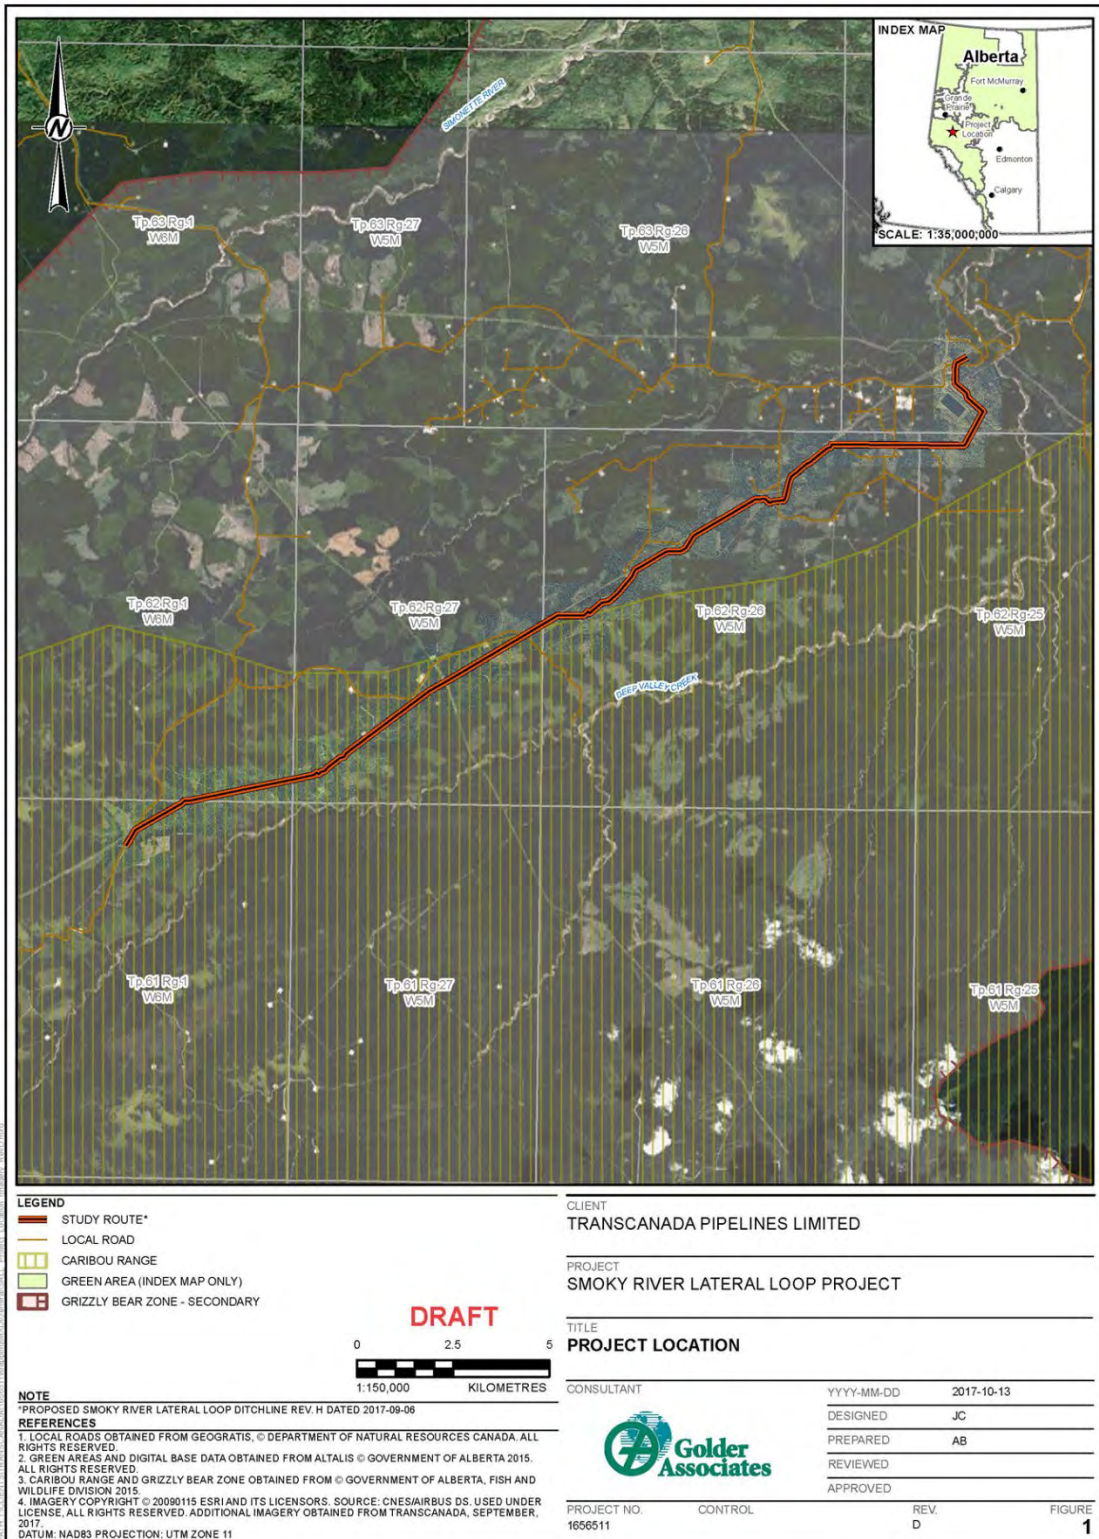 INDEX MAP
Alberta
Fort McMurray
Grande
Prairie
Project
Location
Edmonton
Calgary
SCALE: 1:35,000,000
N
SIMONETTE RIVER
Tp.63 Rg.1
W6M
Tp.63 Rg.27
W5M
Tp.63 Rg.26
W5M
Tp.62 Rg.1
W6M
Tp.62 Rg.27
W5M
Tp.62 Rg.26
W5M
Tp.62 Rg.25
W5M
DEEP VALLEY CREEK
Tp.61 Rg.1
W6M
Tp.61 Rg.27
W5M
Tp.61 Rg.26
W5M
Tp.61 Rg.25
W5M
LEGEND
STUDY ROUTE*
LOCAL ROAD
CARIBOU RANGE
GREEN AREA (INDEX MAP ONLY)
GRIZZLY BEAR ZONE - SECONDARY
DRAFT
0 2.5 5
1:150,000 KILOMETRES
NOTE
*PROPOSED SMOKY RIVER LATERAL LOOP DITCHLINE REV. H DATED 2017-09-06
REFERENCES
1. LOCAL ROADS OBTAINED FROM GEOGRATIS, © DEPARTMENT OF NATURAL RESOURCES CANADA. ALL
RIGHTS RESERVED.
2. GREEN AREAS AND DIGITAL BASE DATA OBTAINED FROM ALTALIS © GOVERNMENT OF ALBERTA 2015.
ALL RIGHTS RESERVED.
3. CARIBOU RANGE AND GRIZZLY BEAR ZONE OBTAINED FROM © GOVERNMENT OF ALBERTA, FISH AND
WILDLIFE DIVISION 2015.
4. IMAGERY COPYRIGHT © 20090115 ESRI AND ITS LICENSORS. SOURCE: CNES/AIRBUS DS. USED UNDER
LICENSE, ALL RIGHTS RESERVED. ADDITIONAL IMAGERY OBTAINED FROM TRANSCANADA, SEPTEMBER,
2017.
DATUM: NAD83 PROJECTION: UTM ZONE 11
CLIENT
TRANSCANADA PIPELINES LIMITED
PROJECT
SMOKY RIVER LATERAL LOOP PROJECT
TITLE
PROJECT LOCATION
CONSULTANT
Golder
Associates
YYYY-MM-DD 2017-10-13
DESIGNED JC
PREPARED AB
REVIEWED
APPROVED
PROJECT NO. CONTROL REV. FIGURE
1656511 D 1